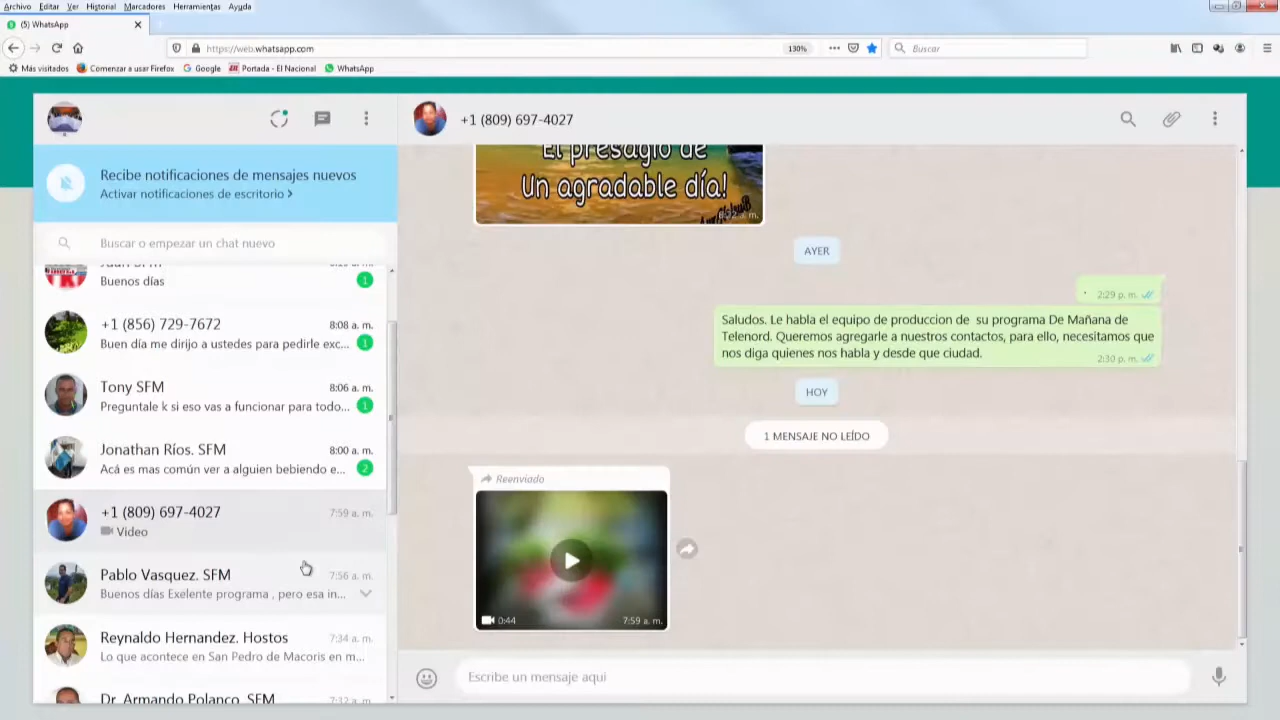 Archivo Editar Ver Historial Marcadores Herramientas Ayuda
(5) WhatsApp
https://web.whatsapp.com
130%
Buscar
Más visitados Comenzar a usar Firefox Google Portada - El Nacional WhatsApp
+1 (809) 697-4027
Recibe notificaciones de mensajes nuevos
Activar notificaciones de escritorio >
Buscar o empezar un chat nuevo
Buenos días
1
+1 (856) 729-7672
8:08 a. m.
Buen día me dirijo a ustedes para pedirle exc...
1
Tony SFM
8:06 a. m.
Preguntale k si eso vas a funcionar para todo...
1
Jonathan Ríos. SFM
8:00 a. m.
Acá es mas común ver a alguien bebiendo e...
2
+1 (809) 697-4027
7:59 a. m.
Video
Pablo Vasquez. SFM
7:56 a. m.
Buenos días Exelente programa , pero esa in...
Reynaldo Hernandez. Hostos
7:34 a. m.
Lo que acontece en San Pedro de Macoris en m...
Dr. Armando Polanco. SFM
7:32 a. m.
El presagio de
Un agradable día!
AYER
.
2:29 p. m.
Saludos. Le habla el equipo de produccion de su programa De Mañana de
Telenord. Queremos agregarle a nuestros contactos, para ello, necesitamos que
nos diga quienes nos habla y desde que ciudad.
2:30 p. m.
HOY
1 MENSAJE NO LEÍDO
Reenviado
0:44
7:59 a. m.
Escribe un mensaje aquí